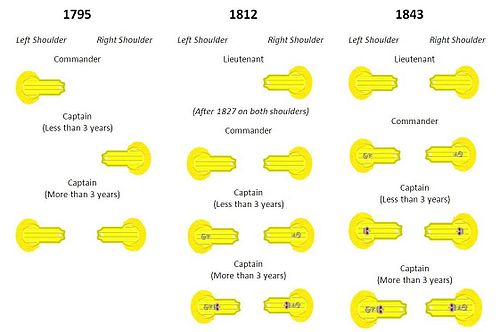 1795
Left Shoulder Right Shoulder
Commander
Captain
(Less than 3 years)
Captain
(More than 3 years)
1812
Left Shoulder Right Shoulder
Lieutenant
(After 1827 on both shoulders)
Commander
Captain
(Less than 3 years)
Captain
(More than 3 years)
1843
Left Shoulder Right Shoulder
Lieutenant
Commander
Captain
(Less than 3 years)
Captain
(More than 3 years)